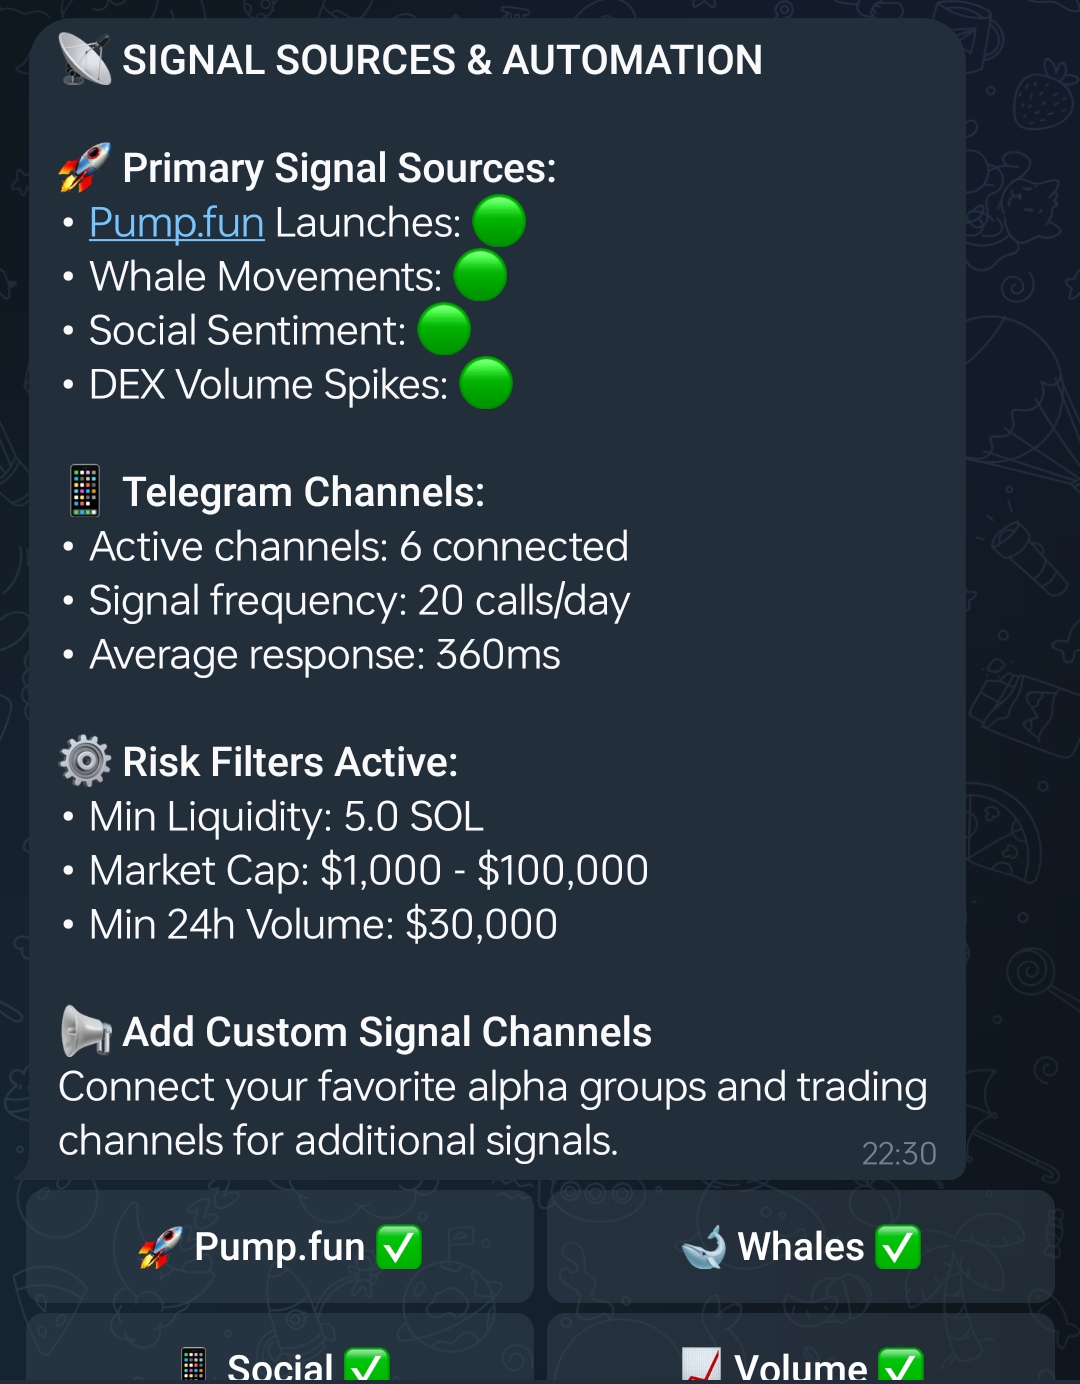 📡 SIGNAL SOURCES & AUTOMATION
🚀 Primary Signal Sources:
• Pump.fun Launches: 🟢
• Whale Movements: 🟢
• Social Sentiment: 🟢
• DEX Volume Spikes: 🟢
📱 Telegram Channels:
• Active channels: 6 connected
• Signal frequency: 20 calls/day
• Average response: 360ms
⚙️ Risk Filters Active:
• Min Liquidity: 5.0 SOL
• Market Cap: $1,000 - $100,000
• Min 24h Volume: $30,000
📢 Add Custom Signal Channels
Connect your favorite alpha groups and trading
channels for additional signals.
22:30
🚀 Pump.fun ✅
🐋 Whales ✅
📱 Social ✅
📈 Volume ✅